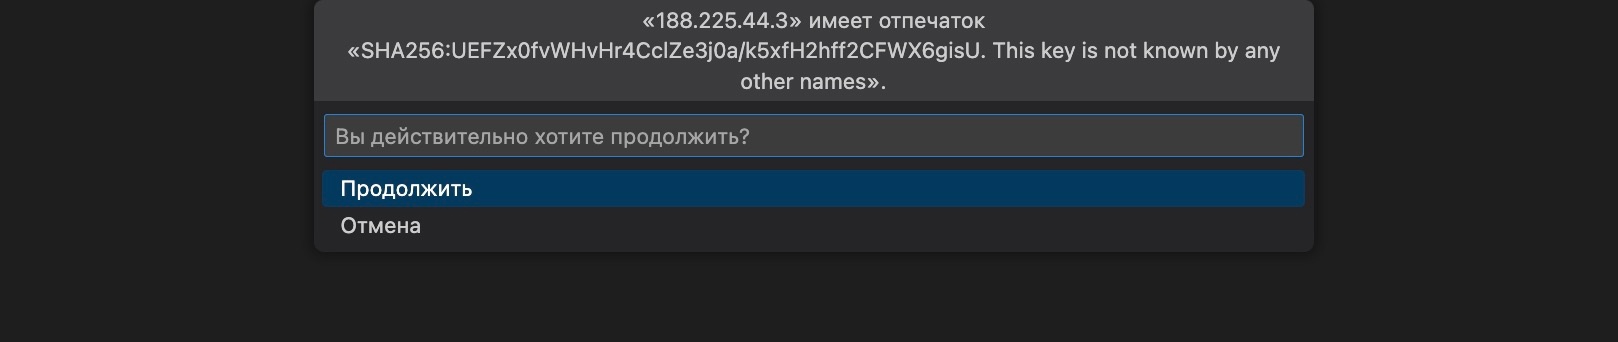 «188.225.44.3» имеет отпечаток
«SHA256:UEFZx0fvWHvHr4CclZe3j0a/k5xfH2hff2CFWX6gisU. This key is not known by any
other names».
Вы действительно хотите продолжить?
Продолжить
Отмена